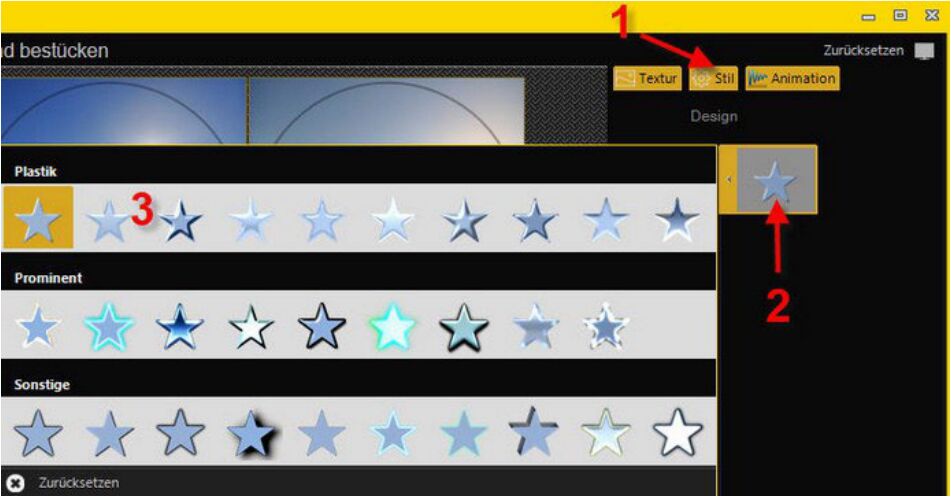 1
d bestücken
Zurücksetzen
Textur
Stil
Animation
Design
Plastik
3
2
Prominent
Sonstige
Zurücksetzen